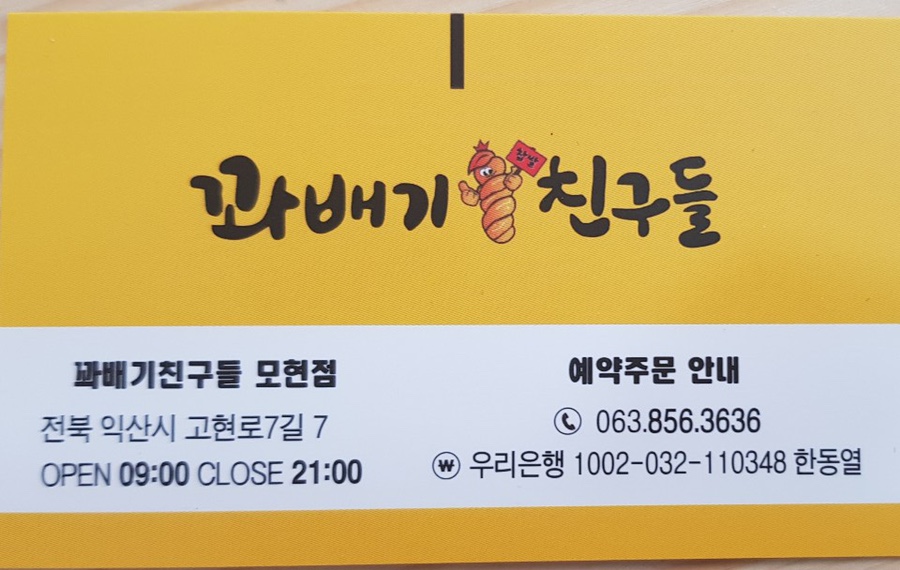 꽈배기 찹쌀 친구들
꽈배기친구들 모현점
전북 익산시 고현로7길 7
OPEN 09:00 CLOSE 21:00
예약주문 안내
063.856.3636
₩ 우리은행 1002-032-110348 한동열